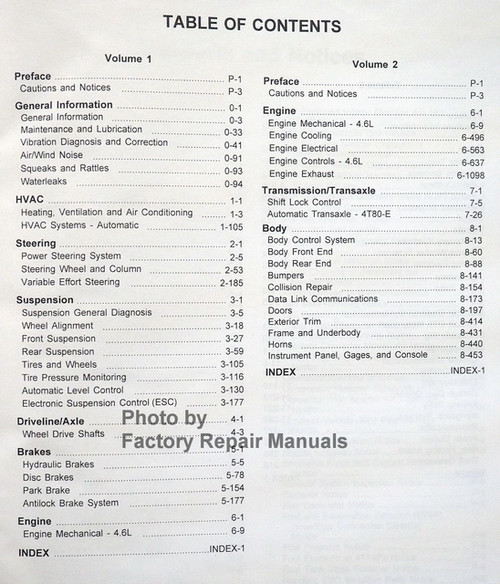 TABLE OF CONTENTS
Volume 1
Preface ........ P-1
Cautions and Notices ........ P-3
General Information ........ 0-1
General Information ........ 0-3
Maintenance and Lubrication ........ 0-33
Vibration Diagnosis and Correction ........ 0-41
Air/Wind Noise ........ 0-91
Squeaks and Rattles ........ 0-93
Waterleaks ........ 0-94
HVAC ........ 1-1
Heating, Ventilation and Air Conditioning ........ 1-3
HVAC Systems - Automatic ........ 1-105
Steering ........ 2-1
Power Steering System ........ 2-5
Steering Wheel and Column ........ 2-53
Variable Effort Steering ........ 2-185
Suspension ........ 3-1
Suspension General Diagnosis ........ 3-5
Wheel Alignment ........ 3-18
Front Suspension ........ 3-27
Rear Suspension ........ 3-59
Tires and Wheels ........ 3-105
Tire Pressure Monitoring ........ 3-116
Automatic Level Control ........ 3-130
Electronic Suspension Control (ESC) ........ 3-177
Driveline/Axle ........ 4-1
Wheel Drive Shafts ........ 4-3
Brakes ........ 5-1
Hydraulic Brakes ........ 5-5
Disc Brakes ........ 5-78
Park Brake ........ 5-154
Antilock Brake System ........ 5-177
Engine ........ 6-1
Engine Mechanical - 4.6L ........ 6-9
INDEX ........ INDEX-1
Volume 2
Preface ........ P-1
Cautions and Notices ........ P-3
Engine ........ 6-1
Engine Mechanical - 4.6L ........ 6-9
Engine Cooling ........ 6-496
Engine Electrical ........ 6-563
Engine Controls - 4.6L ........ 6-637
Engine Exhaust ........ 6-1098
Transmission/Transaxle ........ 7-1
Shift Lock Control ........ 7-5
Automatic Transaxle - 4T80-E ........ 7-26
Body ........ 8-1
Body Control System ........ 8-13
Body Front End ........ 8-60
Body Rear End ........ 8-88
Bumpers ........ 8-141
Collision Repair ........ 8-154
Data Link Communications ........ 8-173
Doors ........ 8-197
Exterior Trim ........ 8-414
Frame and Underbody ........ 8-431
Horns ........ 8-440
Instrument Panel, Gages, and Console ........ 8-453
INDEX ........ INDEX-1
Photo by
Factory Repair Manuals